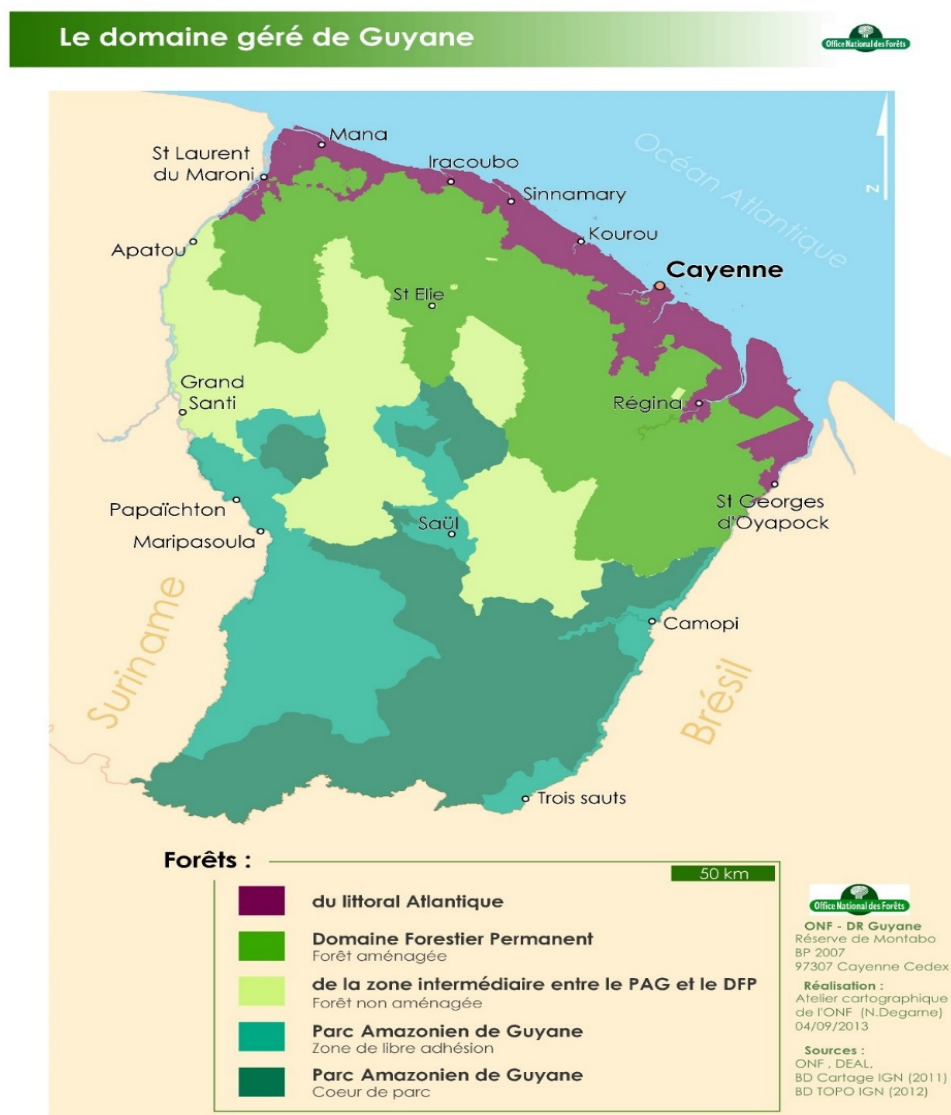 Le domaine géré de Guyane
Office National des Forêts
Mana
St Laurent
du Maroni
Iracoubo
Sinnamary
Océan Atlantique
N
Apatou
Kourou
Cayenne
St Elie
Grand
Santi
Régina
Papaïchton
Maripasoula
Saül
St Georges
d'Oyapock
Suriname
Camopi
Brésil
Trois sauts
Forêts :
50 km
du littoral Atlantique
Domaine Forestier Permanent
Forêt aménagée
de la zone intermédiaire entre le PAG et le DFP
Forêt non aménagée
Parc Amazonien de Guyane
Zone de libre adhésion
Parc Amazonien de Guyane
Coeur de parc
Office National des Forêts
ONF - DR Guyane
Réserve de Montabo
BP 2007
97307 Cayenne Cedex
Réalisation :
Atelier cartographique
de l'ONF (N.Degarne)
04/09/2013
Sources :
ONF , DEAL,
BD Cartage IGN (2011)
BD TOPO IGN (2012)